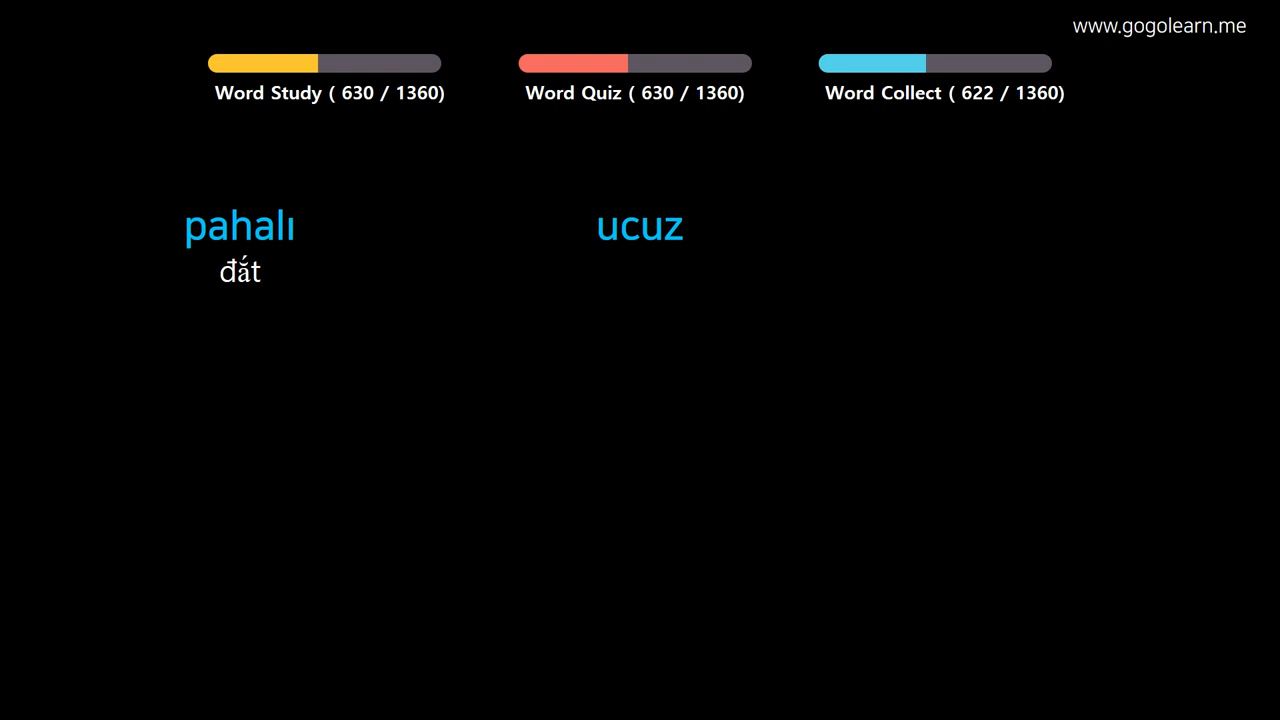 www.gogolearn.me
Word Study ( 630 / 1360)
Word Quiz ( 630 / 1360)
Word Collect ( 622 / 1360)
pahalı
ucuz
đắt